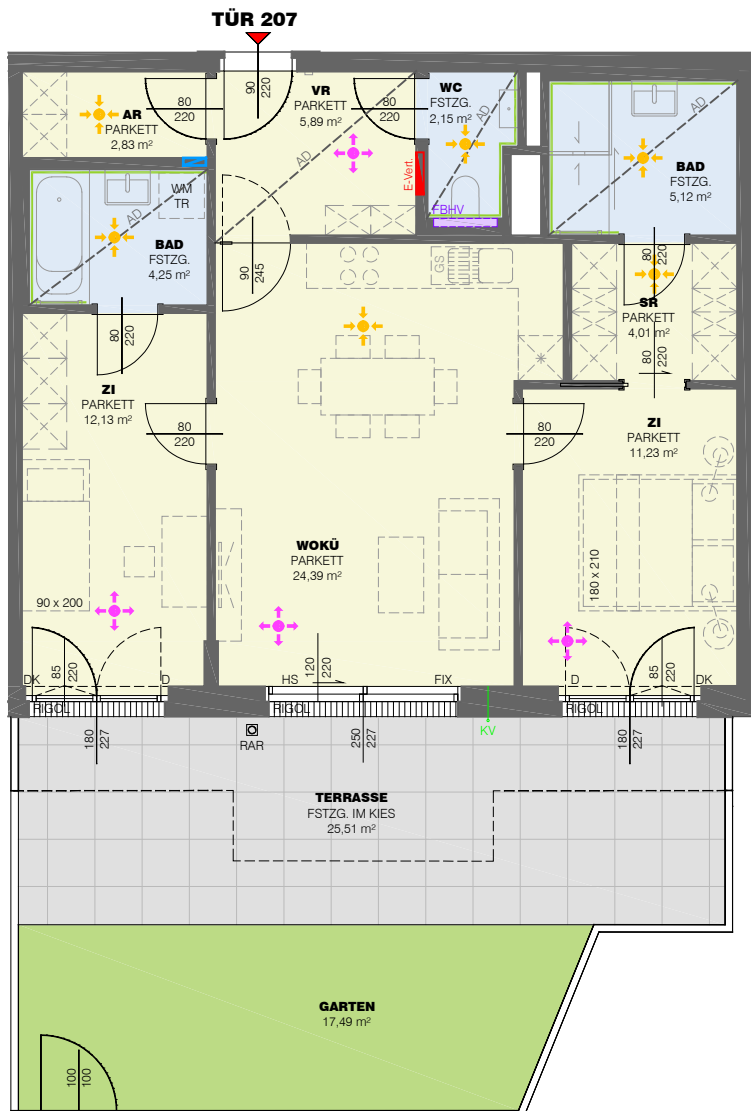 TÜR 207
90
220
AR
PARKETT
2,83 m²
80
220
VR
PARKETT
5,89 m²
AD
80
220
WC
FSTZG.
2,15 m²
AD
E-Vert.
FBHV
AD
BAD
FSTZG.
5,12 m²
WM
TR
AD
BAD
FSTZG.
4,25 m²
90
245
GS
80
220
SR
PARKETT
4,01 m²
80
220
80
220
ZI
PARKETT
12,13 m²
80
220
80
220
ZI
PARKETT
11,23 m²
WOKÜ
PARKETT
24,39 m²
90 x 200
180 x 210
DK
85
220
D
HS
120
220
FIX
D
85
220
DK
RIGOL
RIGOL
RIGOL
180
227
RAR
250
227
KV
180
227
TERRASSE
FSTZG. IM KIES
25,51 m²
GARTEN
17,49 m²
100
100